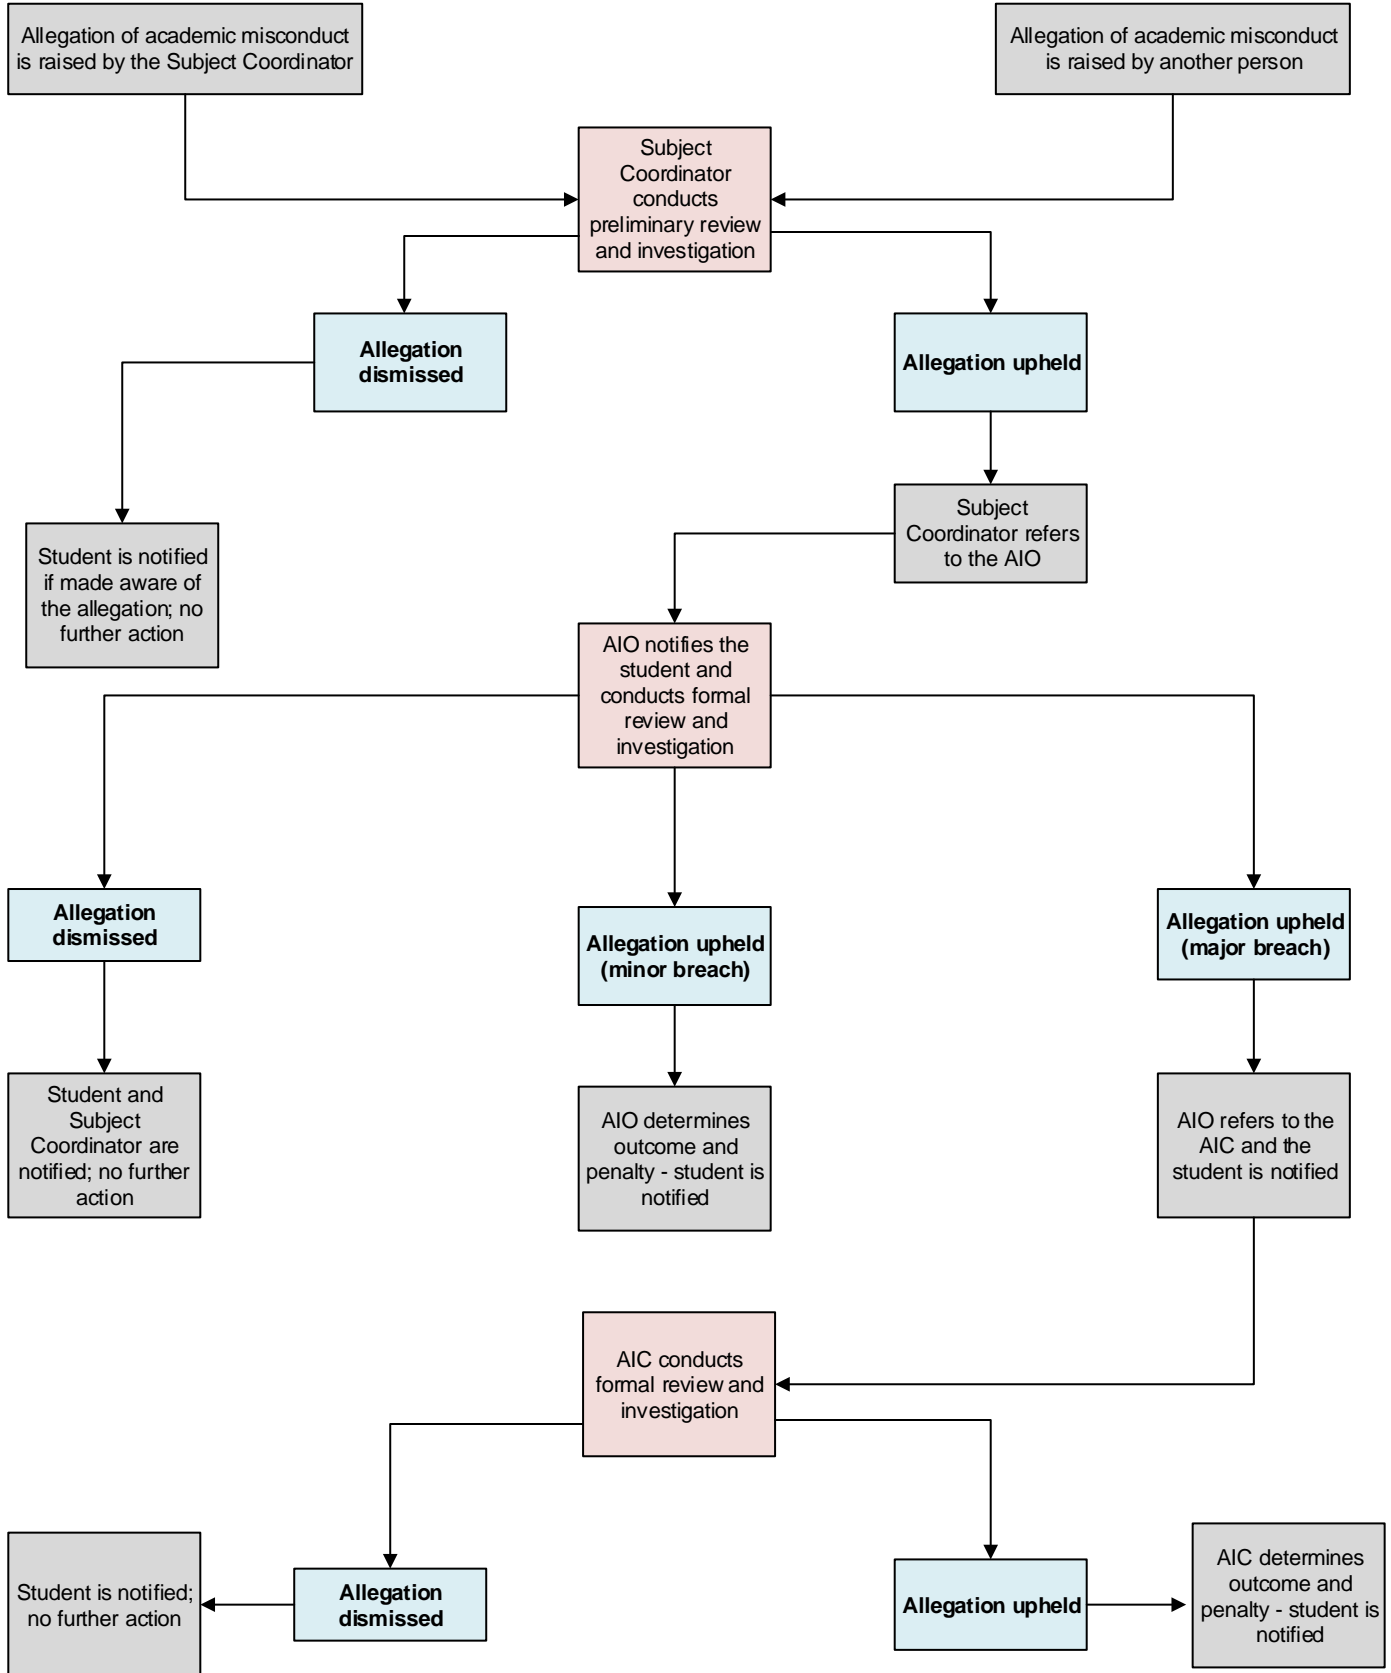 Allegation of academic misconduct
is raised by the Subject Coordinator
Allegation of academic misconduct
is raised by another person
Subject
Coordinator
conducts
preliminary review
and investigation
Allegation
dismissed
Allegation upheld
Subject
Coordinator refers
to the AIO
Student is notified
if made aware of
the allegation; no
further action
AIO notifies the
student and
conducts formal
review and
investigation
Allegation
dismissed
Allegation upheld
(minor breach)
Allegation upheld
(major breach)
Student and
Subject
Coordinator are
notified; no further
action
AIO determines
outcome and
penalty - student is
notified
AIO refers to the
AIC and the
student is notified
AIC conducts
formal review and
investigation
Student is notified;
no further action
Allegation
dismissed
Allegation upheld
AIC determines
outcome and
penalty - student is
notified